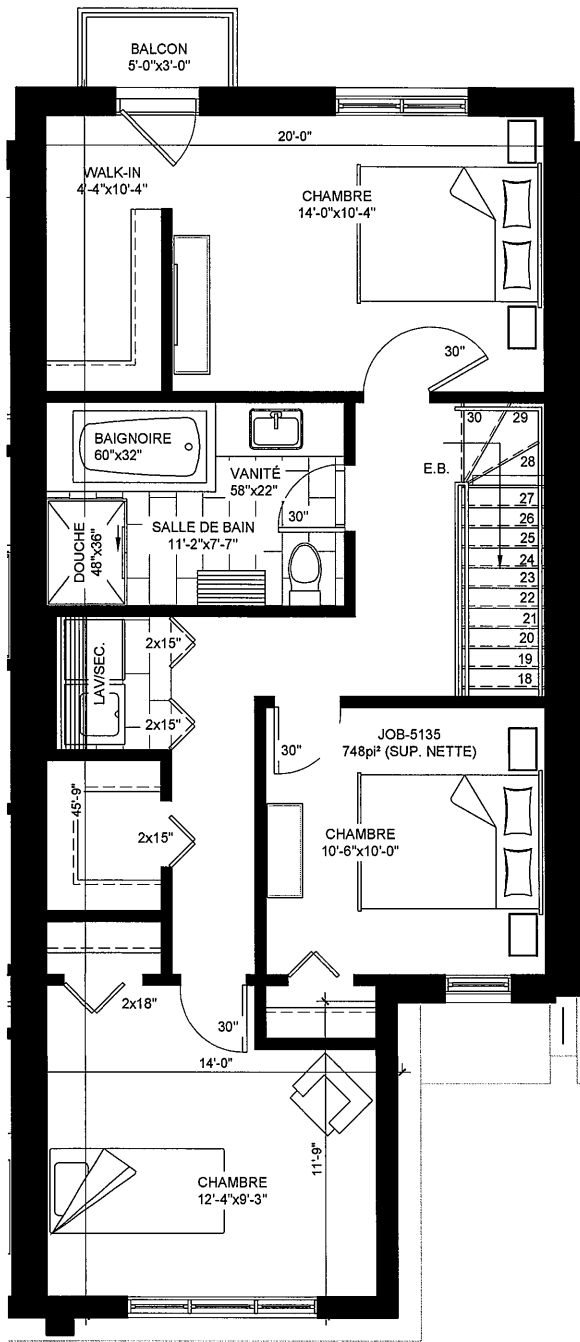 BALCON
5'-0"x3'-0"
20'-0"
WALK-IN
4'-4"x10'-4"
CHAMBRE
14'-0"x10'-4"
30"
30
29
28
BAIGNOIRE
60"x32"
E.B.
VANITÉ
58"x22"
27
26
25
24
23
22
21
20
19
18
30"
SALLE DE BAIN
11'-2"x7'-7"
DOUCHE
48"x36"
2x15"
LAV/SEC.
2x15"
30"
JOB-5135
748pi² (SUP. NETTE)
45'-9"
2x15"
CHAMBRE
10'-6"x10'-0"
2x18"
30"
14'-0"
11'-9"
CHAMBRE
12'-4"x9'-3"